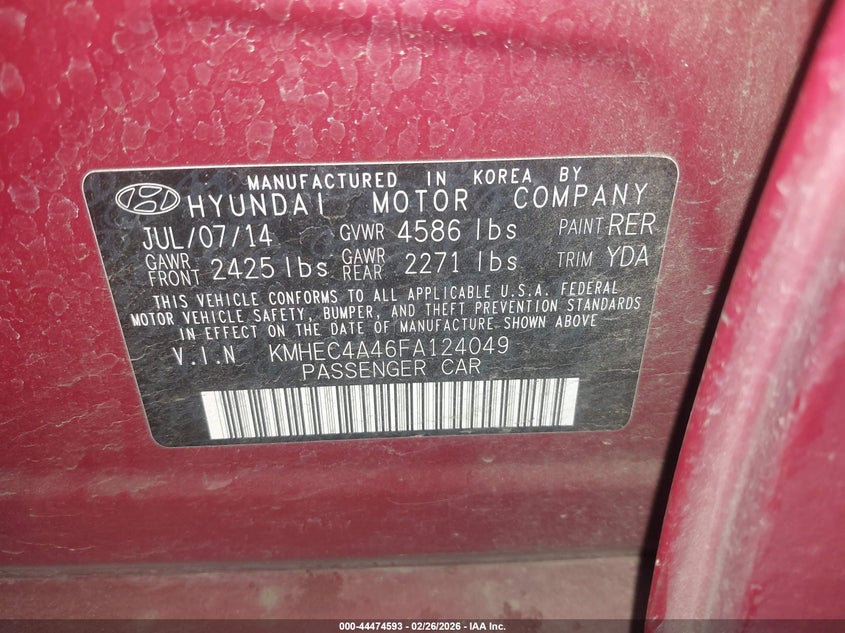 MANUFACTURED IN KOREA BY
HYUNDAI MOTOR COMPANY
JUL/07/14 GVWR 4586 lbs PAINT RER
GAWR FRONT 2425 lbs GAWR REAR 2271 lbs TRIM YDA
THIS VEHICLE CONFORMS TO ALL APPLICABLE U.S.A. FEDERAL
MOTOR VEHICLE SAFETY, BUMPER, AND THEFT PREVENTION STANDARDS
IN EFFECT ON THE DATE OF MANUFACTURE SHOWN ABOVE
V.I.N KMHEC4A46FA124049
PASSENGER CAR
000-44474593 - 02/26/2026 - IAA Inc.